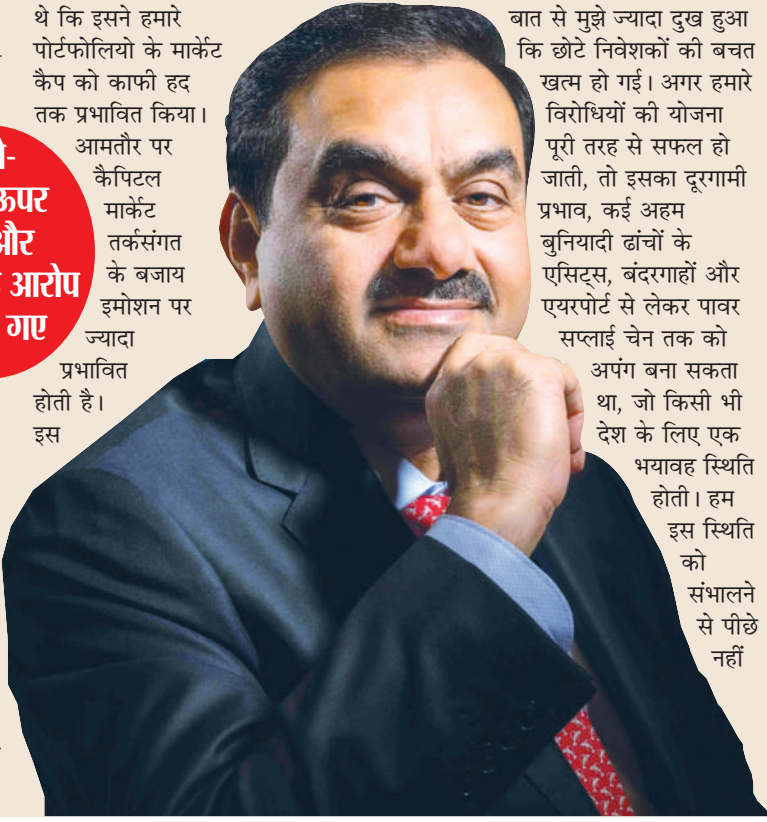 थे कि इसने हमारे
पोर्टफोलियो के मार्केट
कैप को काफी हद
तक प्रभावित किया।
आमतौर पर
कैपिटल
मार्केट
तर्कसंगत
के बजाय
इमोशन पर
ज्यादा
प्रभावित
होती है।
इस
ऊपर
और
आरोप
गए
बात से मुझे ज्यादा दुख हुआ
कि छोटे निवेशकों की बचत
खत्म हो गई। अगर हमारे
विरोधियों की योजना
पूरी तरह से सफल हो
जाती, तो इसका दूरगामी
प्रभाव, कई अहम
बुनियादी ढांचों के
एसिट्स, बंदरगाहों और
एयरपोर्ट से लेकर पावर
सप्लाई चेन तक को
अपंग बना सकता
था, जो किसी भी
देश के लिए एक
भयावह स्थिति
होती। हम
इस स्थिति
को
संभालने
से पीछे
नहीं